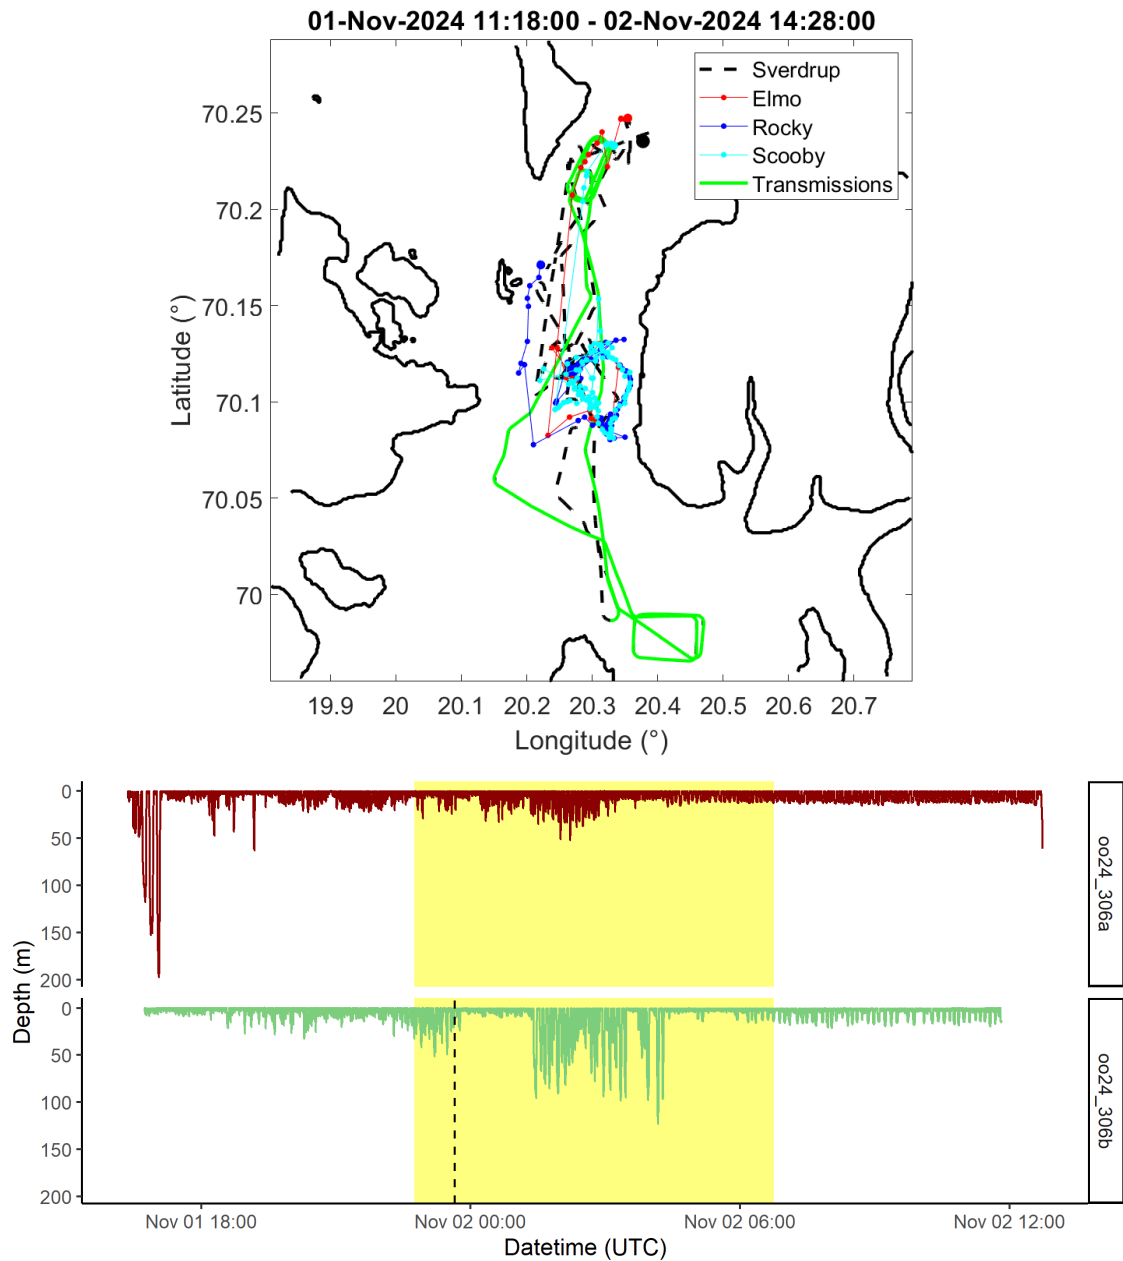 01-Nov-2024 11:18:00 - 02-Nov-2024 14:28:00
Sverdrup
Elmo
Rocky
Scooby
Transmissions
70.25
70.2
70.15
70.1
70.05
70
Latitude (°)
19.9 20 20.1 20.2 20.3 20.4 20.5 20.6 20.7
Longitude (°)
0
50
100
150
200
oo24_306a
Depth (m)
0
50
100
150
200
oo24_306b
Nov 01 18:00 Nov 02 00:00 Nov 02 06:00 Nov 02 12:00
Datetime (UTC)